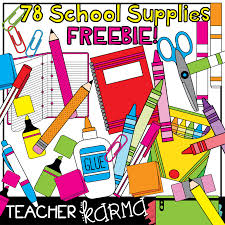 78 School Supplies
FREEBIE!
GLUE
TEACHER KARMA